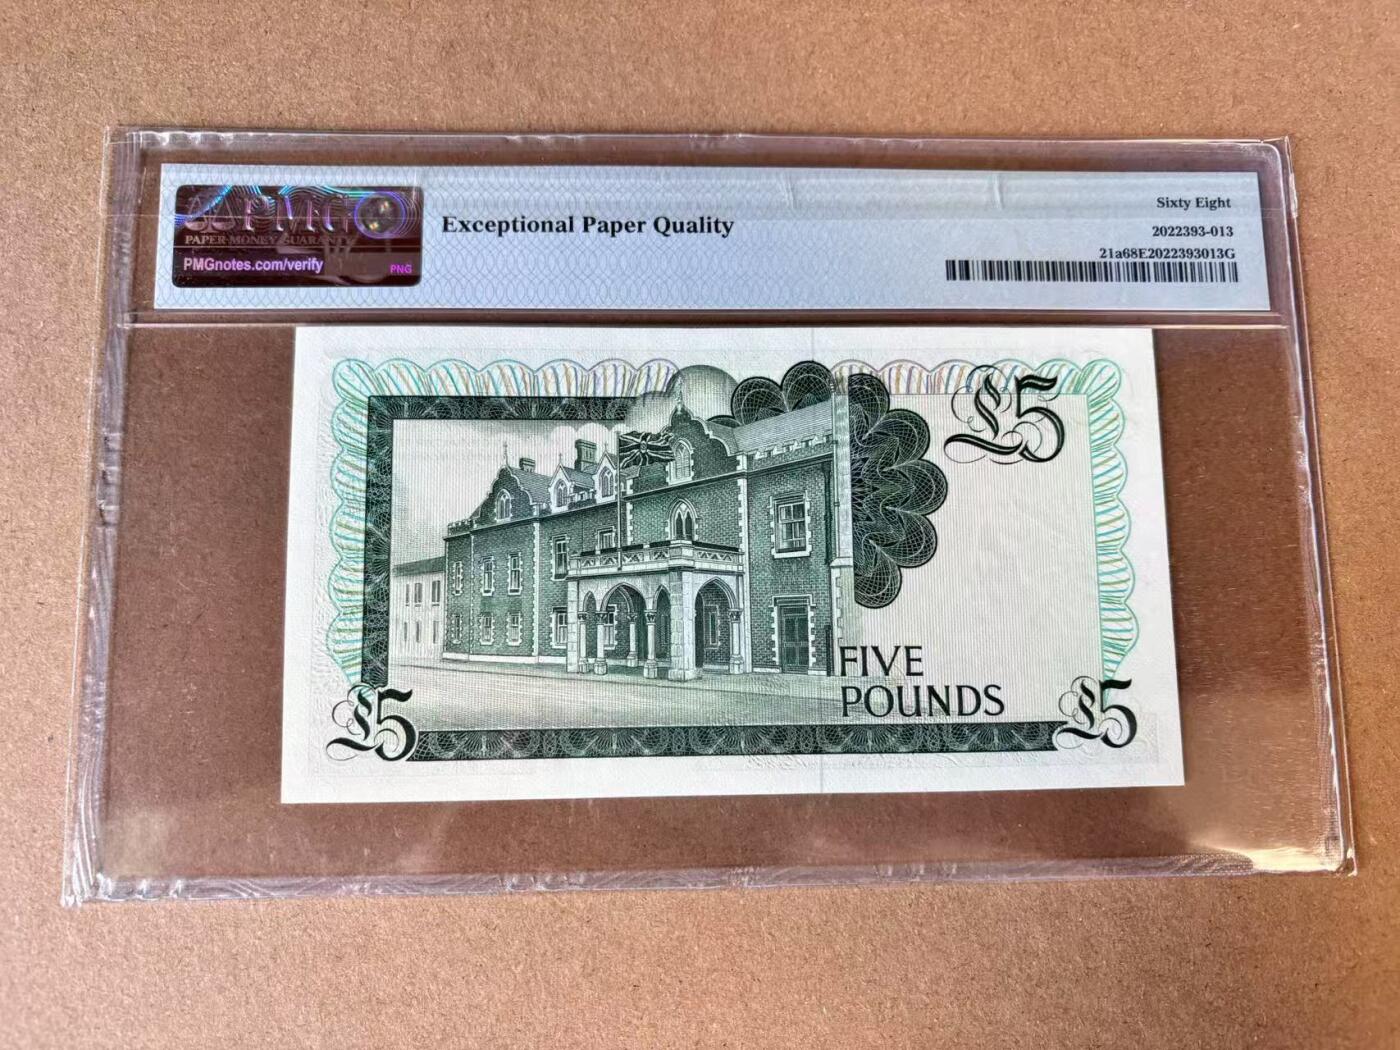 PMG
PAPER MONEY GUARANTY
PMGnotes.com/verify
PNG
Exceptional Paper Quality
Sixty Eight
2022393-013
21a68E2022393013G
£5
FIVE
POUNDS
£5
£5